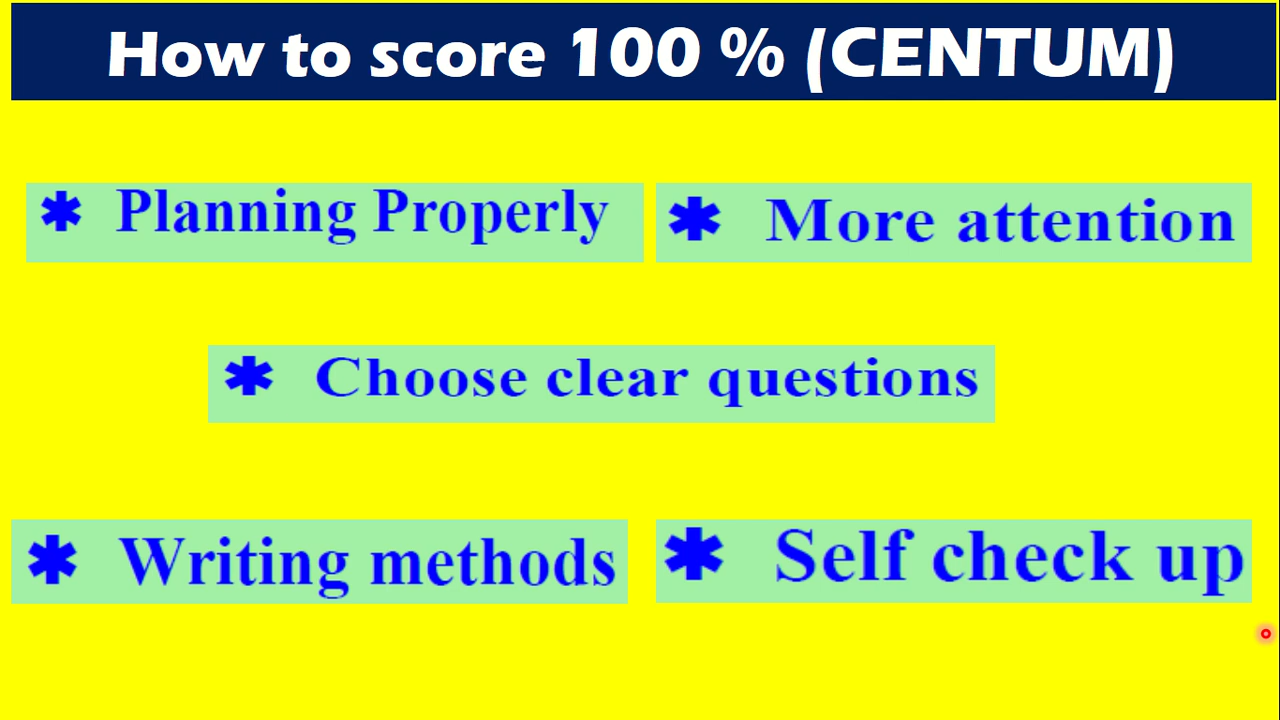 How to score 100 % (CENTUM)
✱ Planning Properly
✱ More attention
✱ Choose clear questions
✱ Writing methods
✱ Self check up